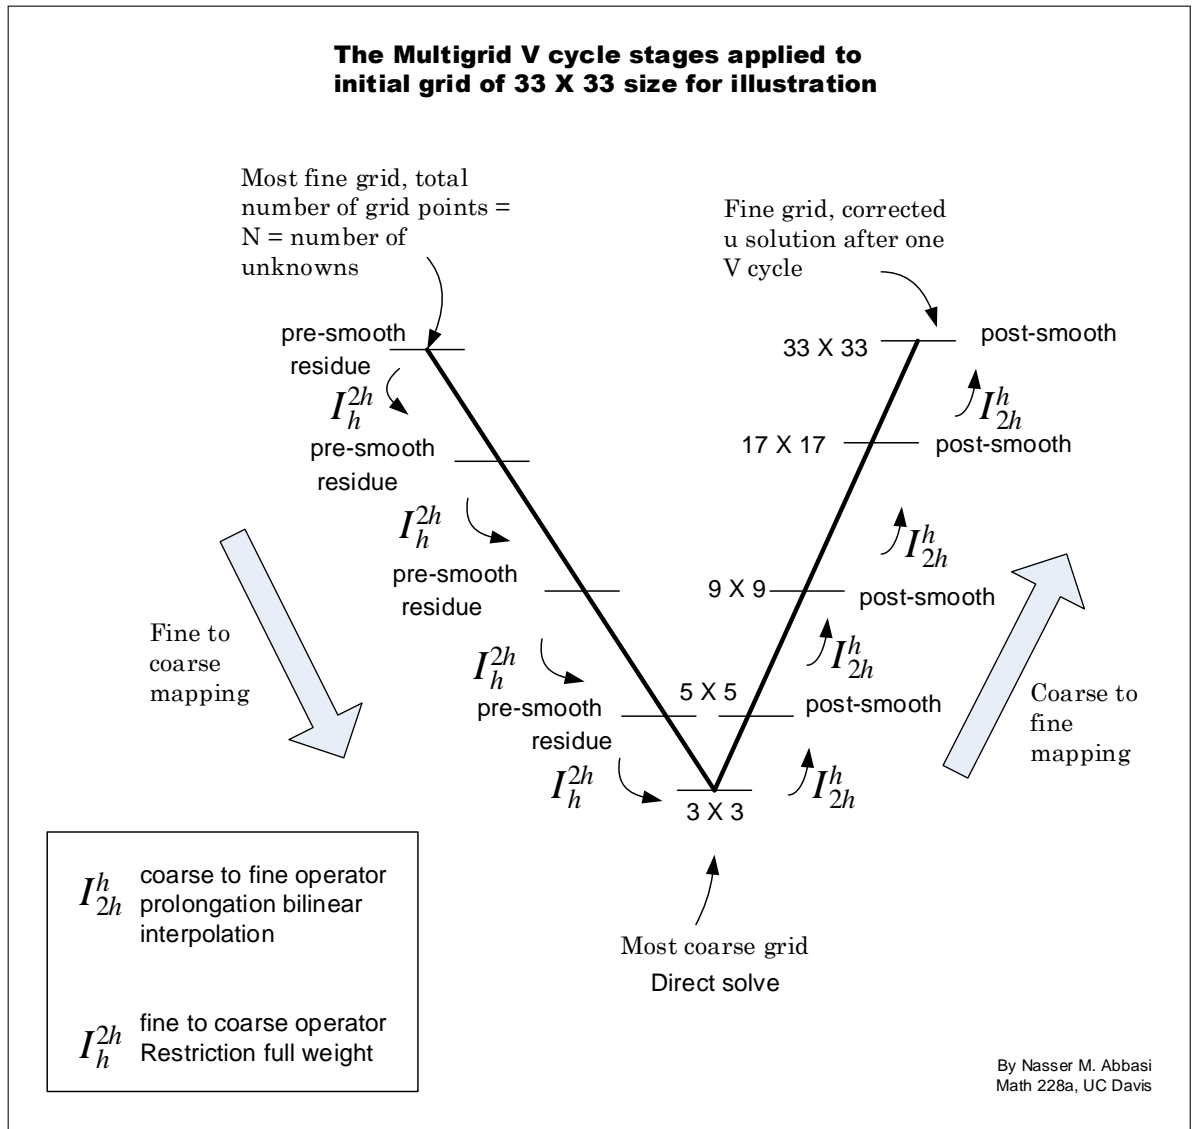 The Multigrid V cycle stages applied to
initial grid of 33 X 33 size for illustration
Most fine grid, total
number of grid points =
N = number of
unknowns
Fine grid, corrected
u solution after one
V cycle
pre-smooth
residue
I_h^{2h}
pre-smooth
residue
I_h^{2h}
pre-smooth
residue
I_h^{2h}
pre-smooth
residue
I_h^{2h}
33 X 33
post-smooth
I_{2h}^h
17 X 17
post-smooth
I_{2h}^h
9 X 9
post-smooth
I_{2h}^h
5 X 5
post-smooth
I_{2h}^h
3 X 3
Fine to
coarse
mapping
Coarse to
fine
mapping
Most coarse grid
Direct solve
I_{2h}^h coarse to fine operator
prolongation bilinear
interpolation
I_h^{2h} fine to coarse operator
Restriction full weight
By Nasser M. Abbasi
Math 228a, UC Davis